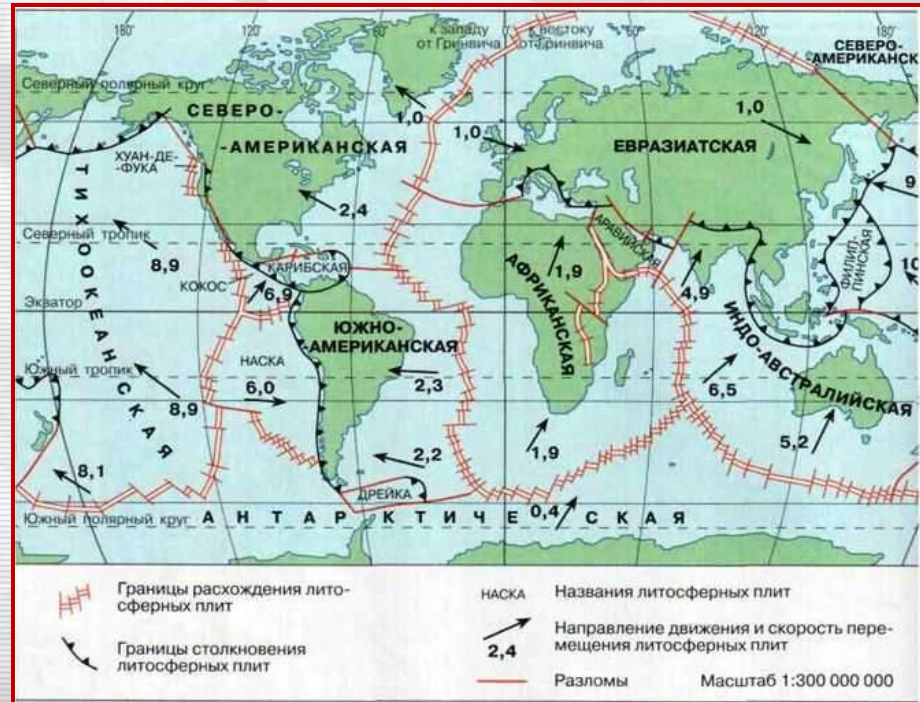 180°
120°
60°
к западу
от Гринвича
0°
к востоку
от Гринвича
60°
120°
180°
СЕВЕРО-
-АМЕРИКАНСК
Северный полярный круг
СЕВЕРО-
-АМЕРИКАНСКАЯ
1,0
1,0
1,0
ЕВРАЗИАТСКАЯ
ХУАН-ДЕ-
-ФУКА
2,4
9
ТИХООКЕАНСКАЯ
Северный тропик
8,9
КОКОС
КАРИБСКАЯ
6,9
АФРИКАНСКАЯ
1,9
АРАВИЙСКАЯ
4,9
ФИЛИП-
ПИНСКАЯ
10
Экватор
ЮЖНО-
-АМЕРИКАНСКАЯ
ИНДО-АВСТРАЛИЙСКАЯ
НАСКА
Южный тропик
6,0
2,3
6,5
8,9
8,1
2,2
1,9
5,2
ДРЕЙКА
0,4
Южный полярный круг
АНТАРКТИЧЕСКАЯ
Границы расхождения лито-
сферных плит
Границы столкновения
литосферных плит
НАСКА
Названия литосферных плит
2,4
Направление движения и скорость пере-
мещения литосферных плит
Разломы
Масштаб 1:300 000 000